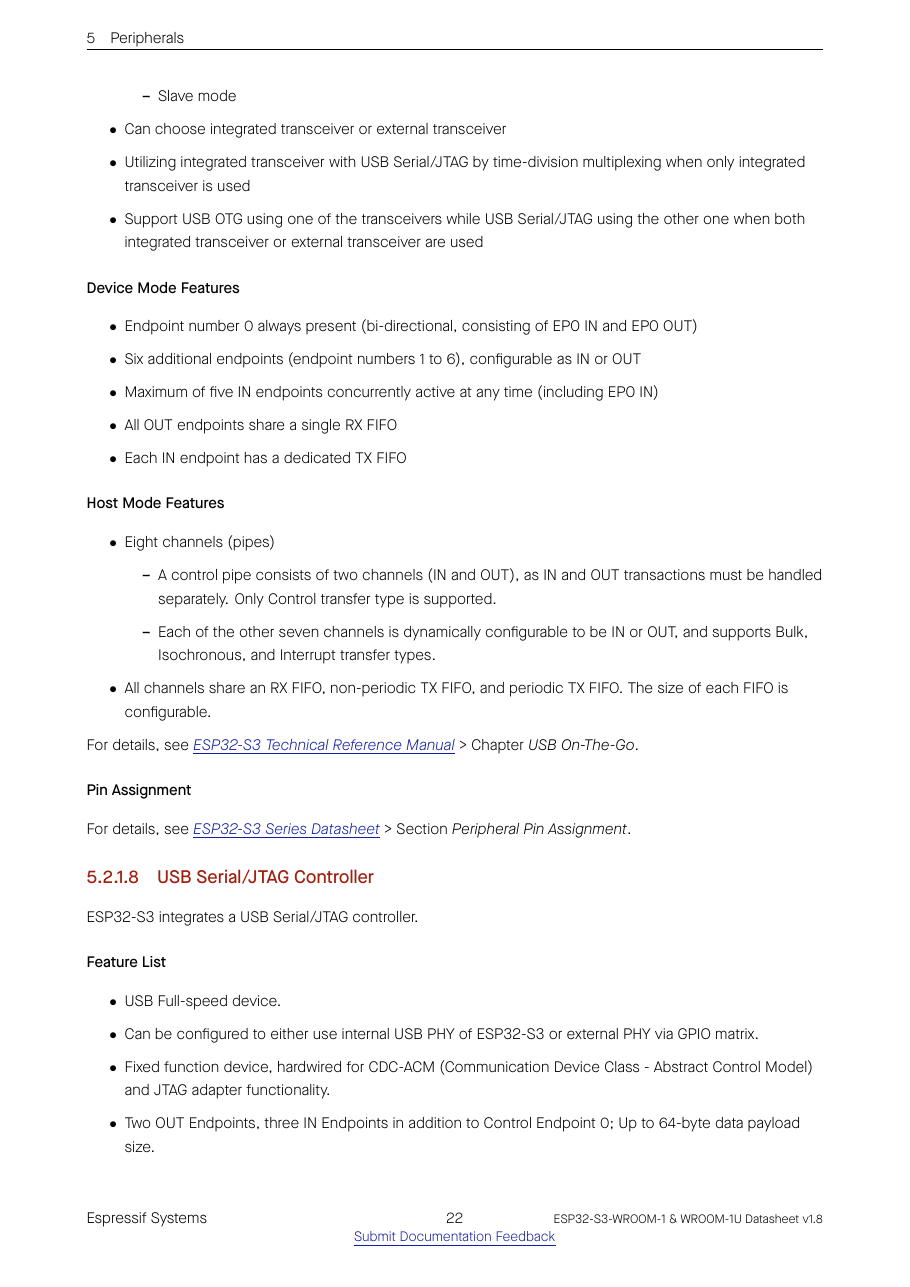 5 Peripherals
– Slave mode
• Can choose integrated transceiver or external transceiver
• Utilizing integrated transceiver with USB Serial/JTAG by time-division multiplexing when only integrated
transceiver is used
• Support USB OTG using one of the transceivers while USB Serial/JTAG using the other one when both
integrated transceiver or external transceiver are used
Device Mode Features
• Endpoint number 0 always present (bi-directional, consisting of EP0 IN and EP0 OUT)
• Six additional endpoints (endpoint numbers 1 to 6), configurable as IN or OUT
• Maximum of five IN endpoints concurrently active at any time (including EP0 IN)
• All OUT endpoints share a single RX FIFO
• Each IN endpoint has a dedicated TX FIFO
Host Mode Features
• Eight channels (pipes)
– A control pipe consists of two channels (IN and OUT), as IN and OUT transactions must be handled
separately. Only Control transfer type is supported.
– Each of the other seven channels is dynamically configurable to be IN or OUT, and supports Bulk,
Isochronous, and Interrupt transfer types.
• All channels share an RX FIFO, non-periodic TX FIFO, and periodic TX FIFO. The size of each FIFO is
configurable.
For details, see ESP32-S3 Technical Reference Manual > Chapter USB On-The-Go.
Pin Assignment
For details, see ESP32-S3 Series Datasheet > Section Peripheral Pin Assignment.
5.2.1.8 USB Serial/JTAG Controller
ESP32-S3 integrates a USB Serial/JTAG controller.
Feature List
• USB Full-speed device.
• Can be configured to either use internal USB PHY of ESP32-S3 or external PHY via GPIO matrix.
• Fixed function device, hardwired for CDC-ACM (Communication Device Class - Abstract Control Model)
and JTAG adapter functionality.
• Two OUT Endpoints, three IN Endpoints in addition to Control Endpoint 0; Up to 64-byte data payload
size.
Espressif Systems 22 ESP32-S3-WROOM-1 & WROOM-1U Datasheet v1.8
Submit Documentation Feedback